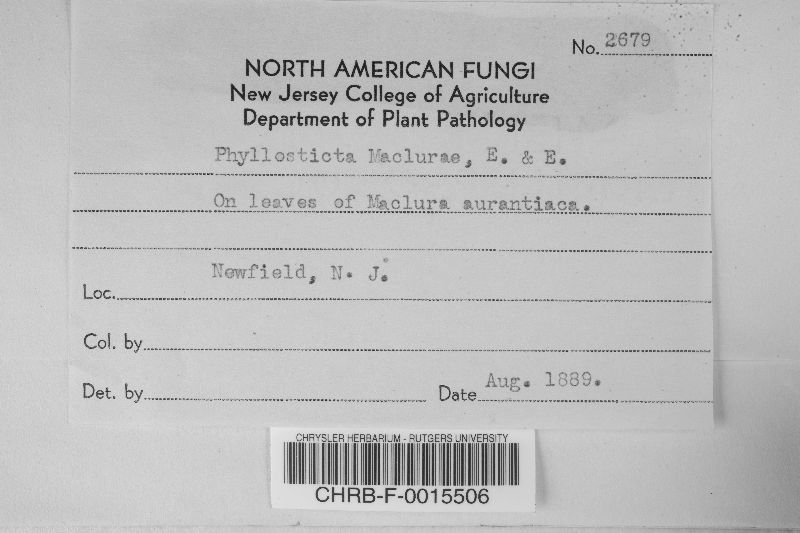 No. 2679
NORTH AMERICAN FUNGI
New Jersey College of Agriculture
Department of Plant Pathology
Phyllosticta Maclurae, E. & E.
On leaves of Maclura aurantiaca.
Newfield, N. J.
Loc.
Col. by
Det. by
Date Aug. 1889.
CHRYSLER HERBARIUM - RUTGERS UNIVERSITY
CHRB-F-0015506